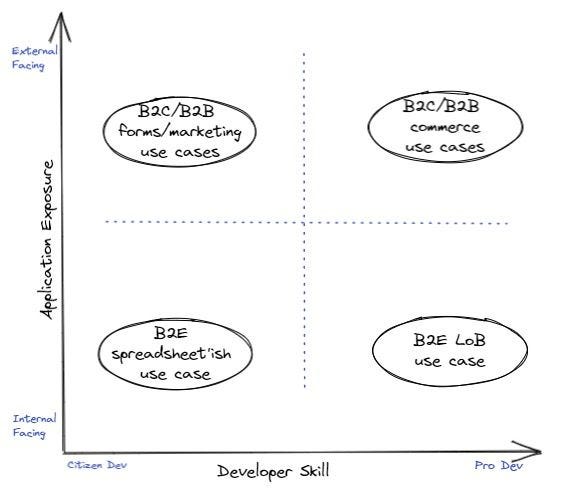 External
Facing
B2C/B2B
forms/marketing
use cases
B2C/B2B
commerce
use cases
Application Exposure
B2E
spreadsheet'ish
use case
B2E LoB
use case
Internal
Facing
Citizen Dev
Developer Skill
Pro Dev